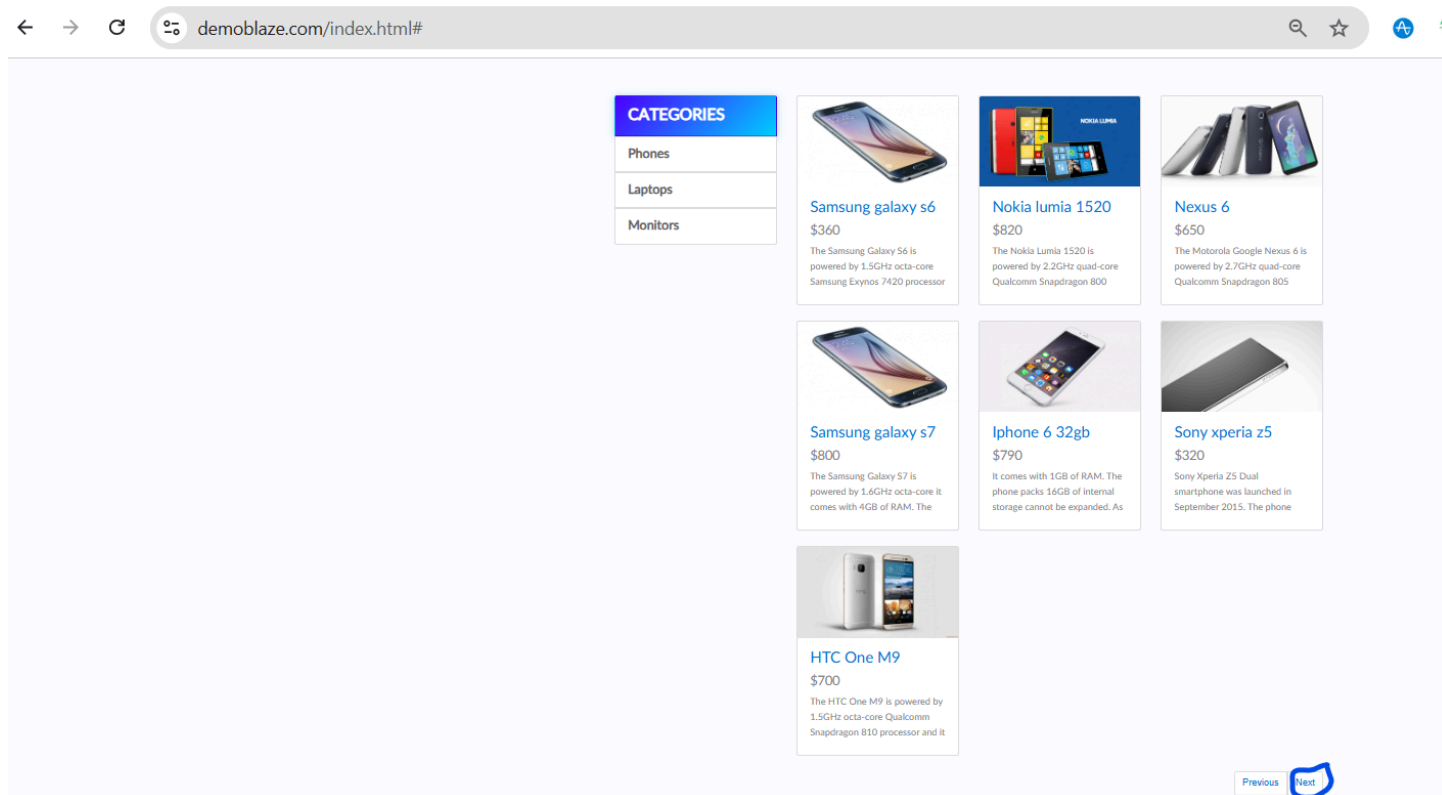 demoblaze.com/index.html#
CATEGORIES
Phones
Laptops
Monitors
Samsung galaxy s6
$360
The Samsung Galaxy S6 is
powered by 1.5GHz octa-core
Samsung Exynos 7420 processor
NOKIA LUMIA
Nokia lumia 1520
$820
The Nokia Lumia 1520 is
powered by 2.2GHz quad-core
Qualcomm Snapdragon 800
Nexus 6
$650
The Motorola Google Nexus 6 is
powered by 2.7GHz quad-core
Qualcomm Snapdragon 805
Samsung galaxy s7
$800
The Samsung Galaxy S7 is
powered by 1.6GHz octa-core it
comes with 4GB of RAM. The
Iphone 6 32gb
$790
It comes with 1GB of RAM. The
phone packs 16GB of internal
storage cannot be expanded. As
Sony xperia z5
$320
Sony Xperia Z5 Dual
smartphone was launched in
September 2015. The phone
HTC One M9
$700
The HTC One M9 is powered by
1.5GHz octa-core Qualcomm
Snapdragon 810 processor and it
Previous
Next